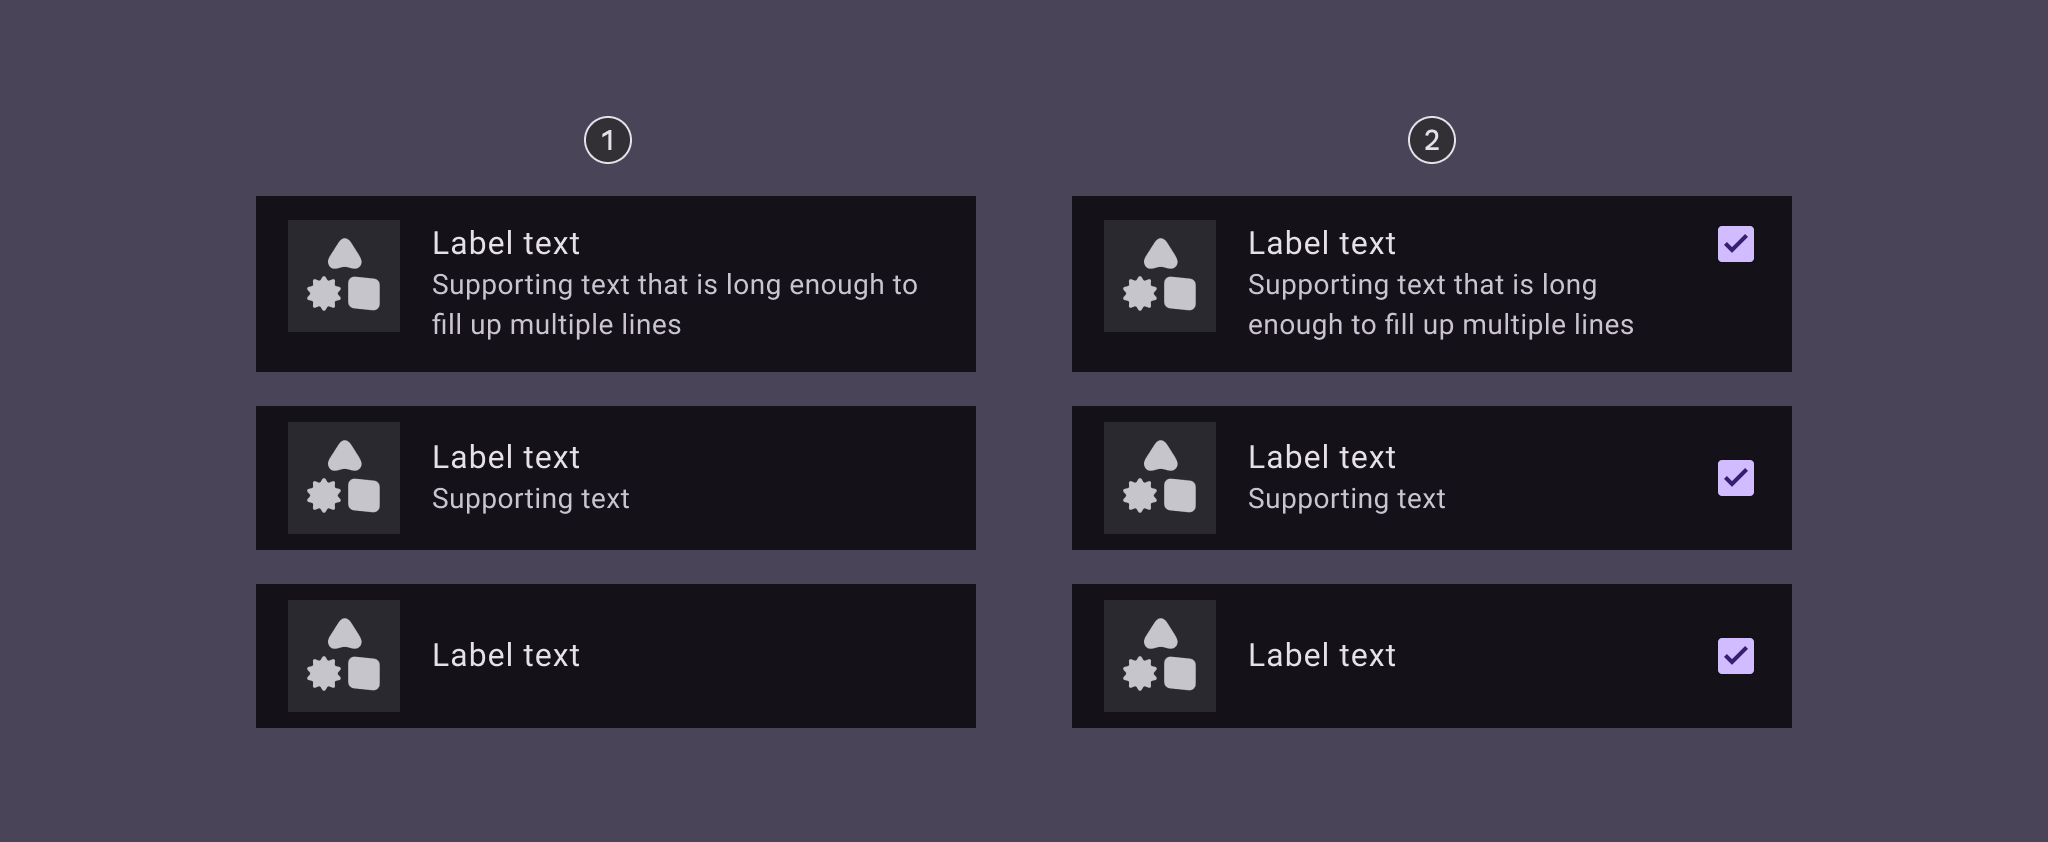 1
Label text
Supporting text that is long enough to
fill up multiple lines
Label text
Supporting text
Label text
2
Label text
Supporting text that is long
enough to fill up multiple lines
Label text
Supporting text
Label text